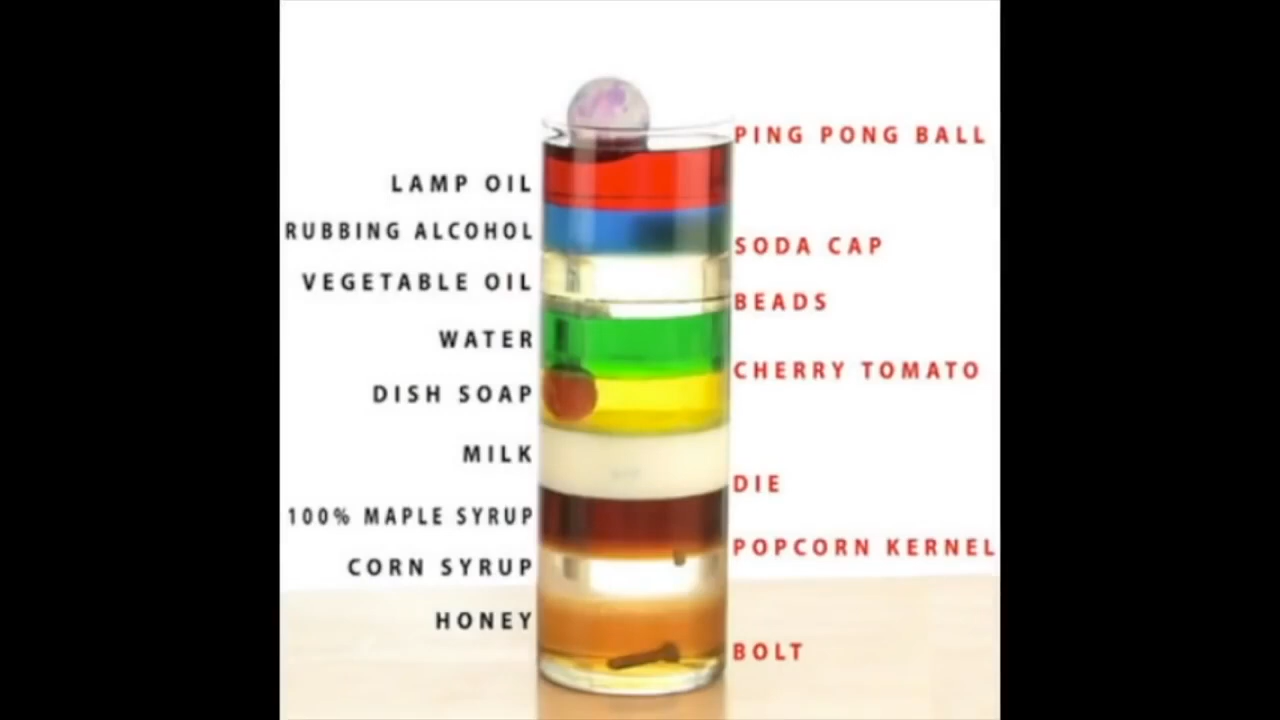 PING PONG BALL
LAMP OIL
RUBBING ALCOHOL
SODA CAP
VEGETABLE OIL
BEADS
WATER
CHERRY TOMATO
DISH SOAP
MILK
DIE
100% MAPLE SYRUP
POPCORN KERNEL
CORN SYRUP
HONEY
BOLT